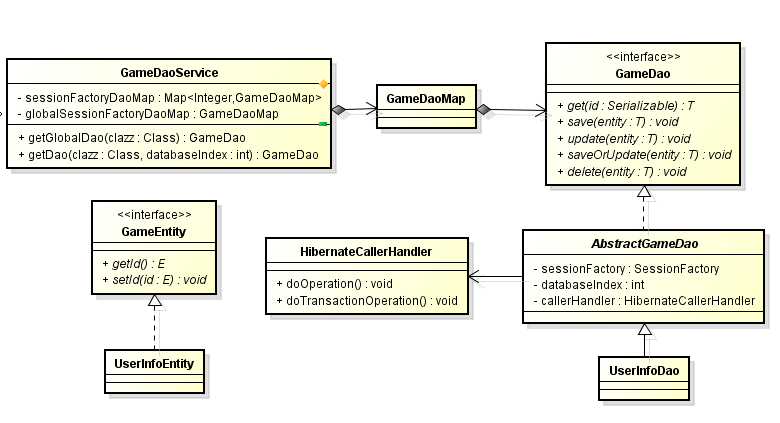 GameDaoService
- sessionFactoryDaoMap : Map<Integer,GameDaoMap>
- globalSessionFactoryDaoMap : GameDaoMap
+ getGlobalDao(clazz : Class) : GameDao
+ getDao(clazz : Class, databaseIndex : int) : GameDao
GameDaoMap
<<interface>>
GameDao
+ get(id : Serializable) : T
+ save(entity : T) : void
+ update(entity : T) : void
+ saveOrUpdate(entity : T) : void
+ delete(entity : T) : void
<<interface>>
GameEntity
+ getId() : E
+ setId(id : E) : void
HibernateCallerHandler
+ doOperation() : void
+ doTransactionOperation() : void
AbstractGameDao
- sessionFactory : SessionFactory
- databaseIndex : int
- callerHandler : HibernateCallerHandler
UserInfoEntity
UserInfoDao